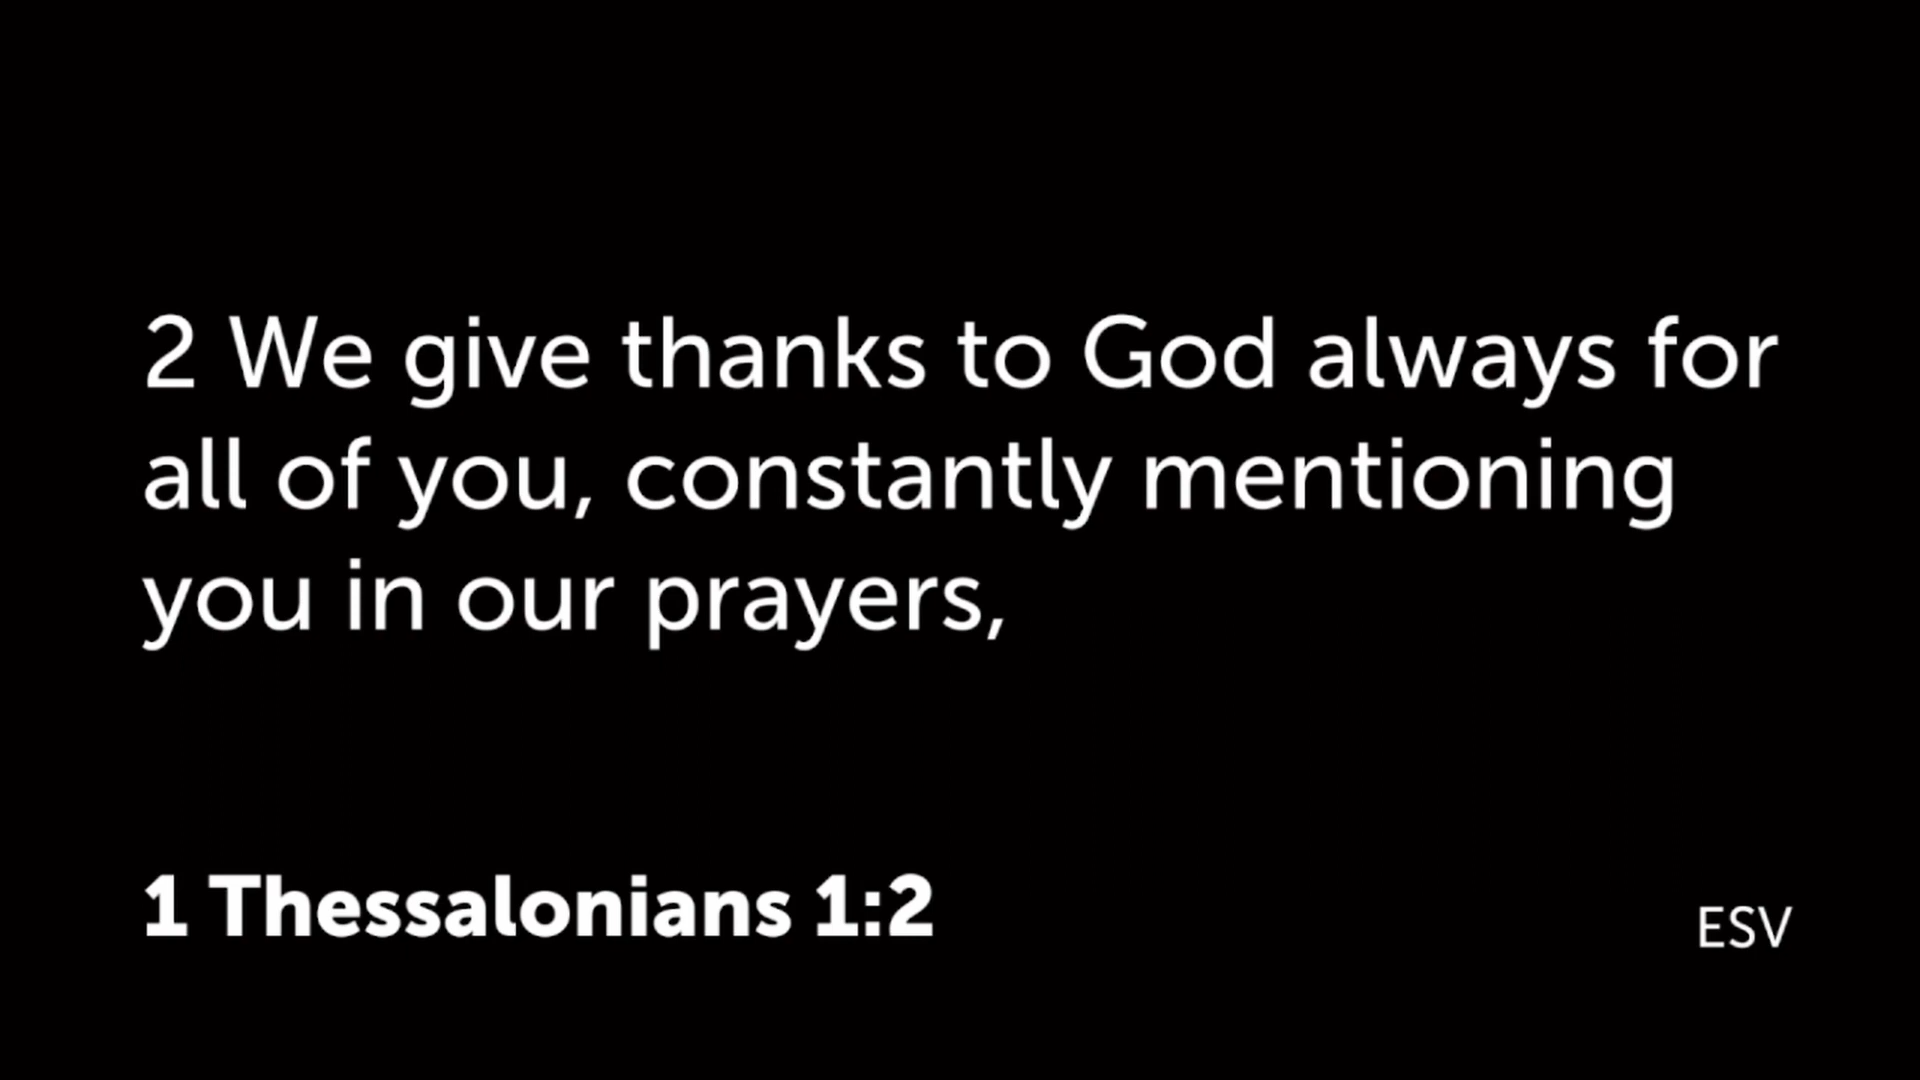 2 We give thanks to God always for
all of you, constantly mentioning
you in our prayers,
1 Thessalonians 1:2
ESV